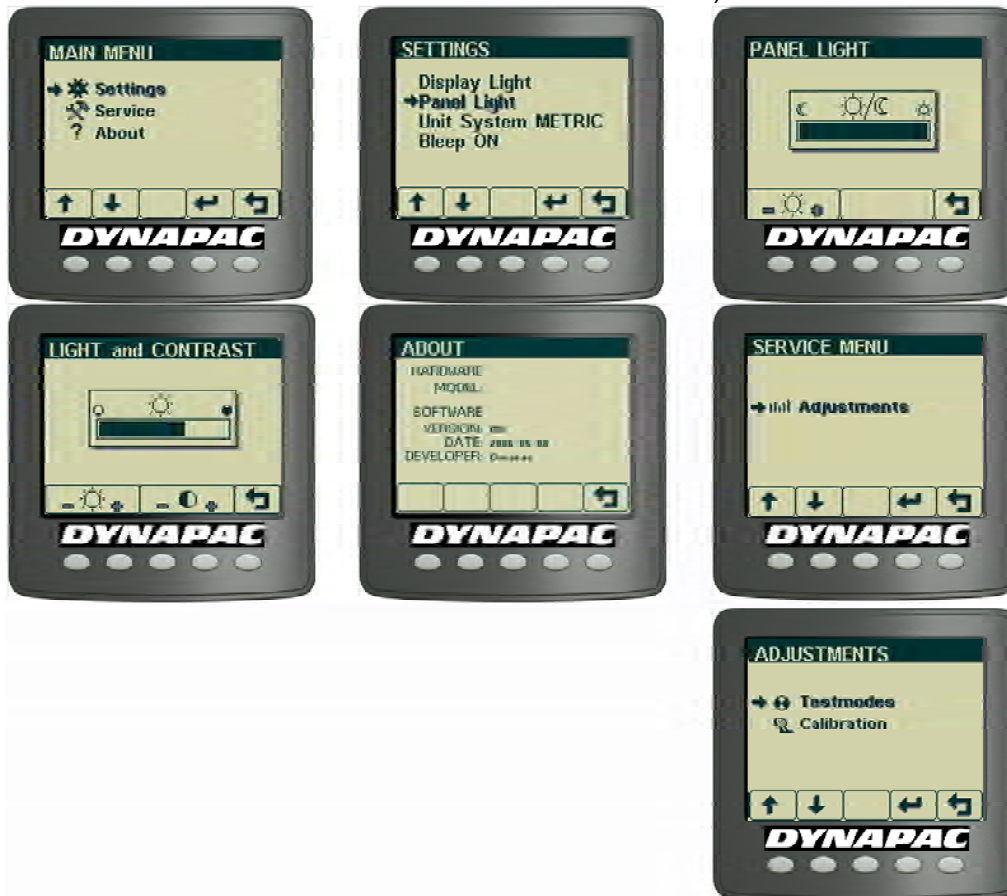 MAIN MENU
Settings
Service
? About
DYNAPAC
SETTINGS
Display Light
Panel Light
Unit System METRIC
Bleep ON
DYNAPAC
PANEL LIGHT
DYNAPAC
LIGHT and CONTRAST
DYNAPAC
ABOUT
HARDWARE
MODEL:
SOFTWARE
VERSION:
DATE:
DEVELOPER: Dynapac
DYNAPAC
SERVICE MENU
Adjustments
DYNAPAC
ADJUSTMENTS
Testmodes
Calibration
DYNAPAC